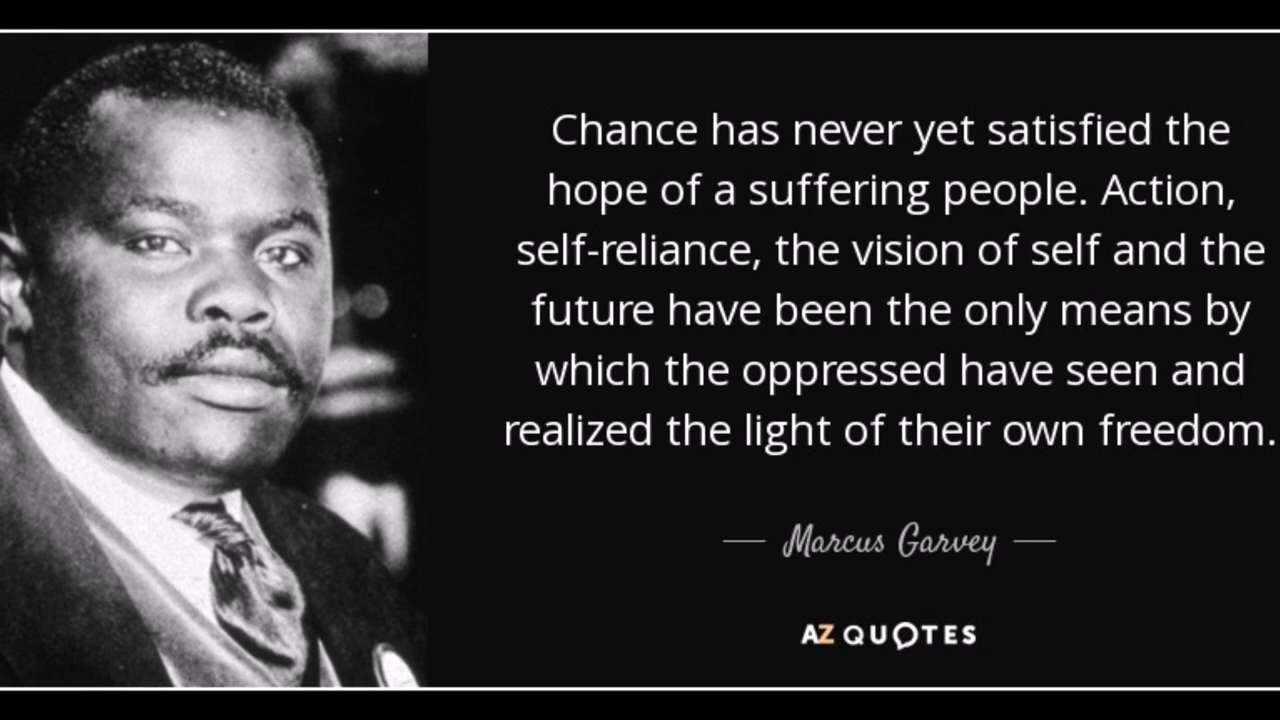 Chance has never yet satisfied the
hope of a suffering people. Action,
self-reliance, the vision of self and the
future have been the only means by
which the oppressed have seen and
realized the light of their own freedom.
Marcus Garvey
AZ QUOTES